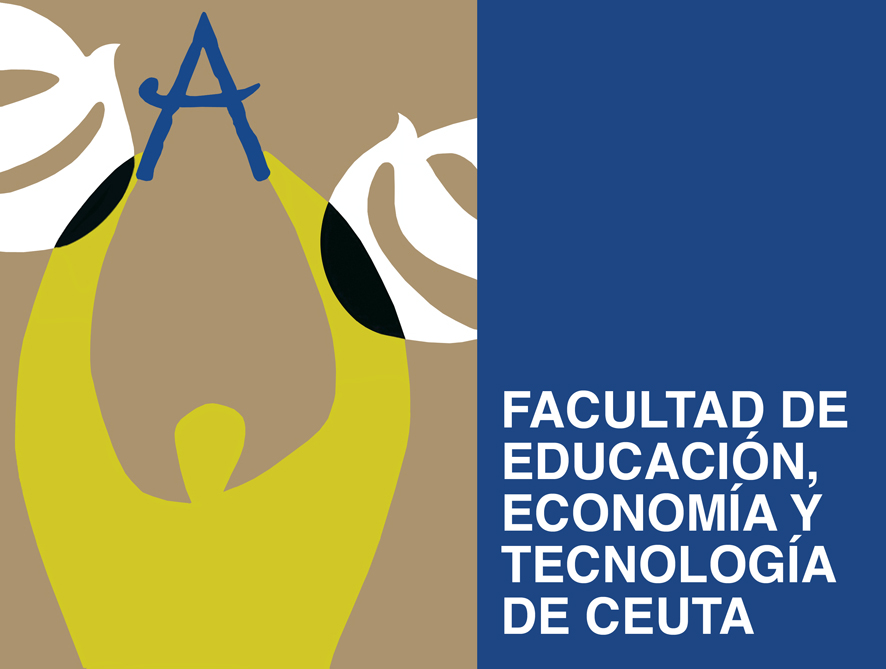 A
FACULTAD DE
EDUCACIÓN,
ECONOMÍA Y
TECNOLOGÍA
DE CEUTA